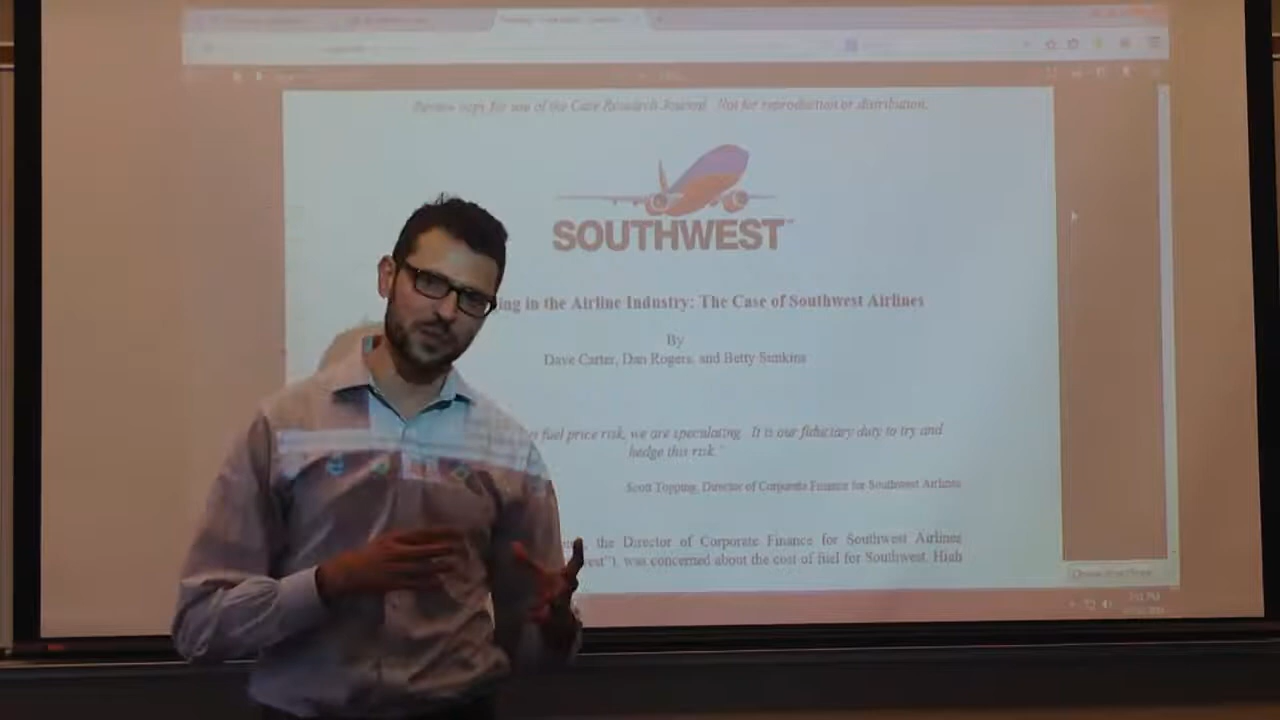 Review copy for use of the Case Research Journal. Not for reproduction or distribution.
SOUTHWEST
ing in the Airline Industry: The Case of Southwest Airlines
By
Dave Carter, Dan Rogers, and Betty Simkins
fuel price risk, we are speculating. It is our fiduciary duty to try and
hedge this risk."
Scott Topping, Director of Corporate Finance for Southwest Airlines
the Director of Corporate Finance for Southwest Airlines
est"), was concerned about the cost of fuel for Southwest. High